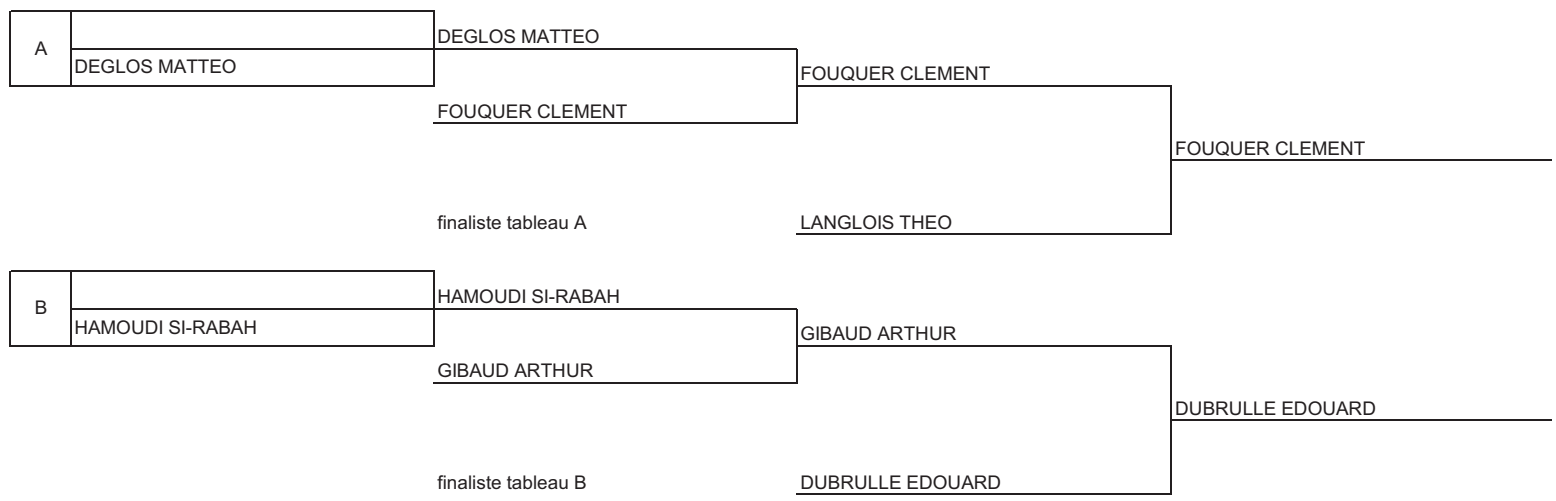 A
DEGLOS MATTEO
DEGLOS MATTEO
FOUQUER CLEMENT
FOUQUER CLEMENT
FOUQUER CLEMENT
finaliste tableau A
LANGLOIS THEO
B
HAMOUDI SI-RABAH
HAMOUDI SI-RABAH
GIBAUD ARTHUR
GIBAUD ARTHUR
DUBRULLE EDOUARD
finaliste tableau B
DUBRULLE EDOUARD